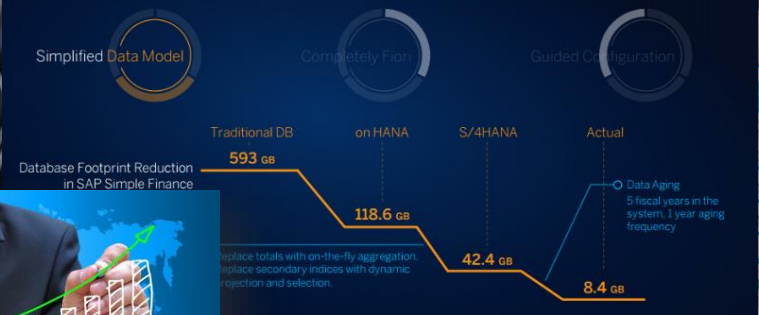 Simplified Data Model
Completely Fiori
Guided Configuration
Traditional DB
on HANA
S/4HANA
Actual
593 GB
Database Footprint Reduction
in SAP Simple Finance
118.6 GB
Data Aging
5 fiscal years in the
system, 1 year aging
frequency
eplace totals with on-the-fly aggregation.
eplace secondary indices with dynamic
rojection and selection.
42.4 GB
8.4 GB